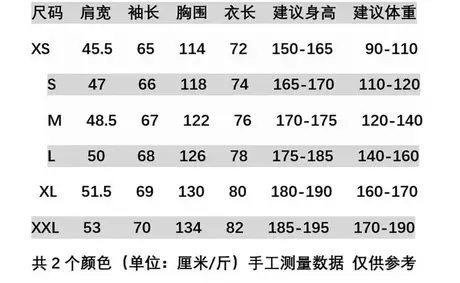 尺码 肩宽 袖长 胸围 衣长 建议身高 建议体重
XS 45.5 65 114 72 150-165 90-110
S 47 66 118 74 165-170 110-120
M 48.5 67 122 76 170-175 120-140
L 50 68 126 78 175-185 140-160
XL 51.5 69 130 80 180-190 160-170
XXL 53 70 134 82 185-195 170-190
共2个颜色（单位：厘米/斤）手工测量数据 仅供参考